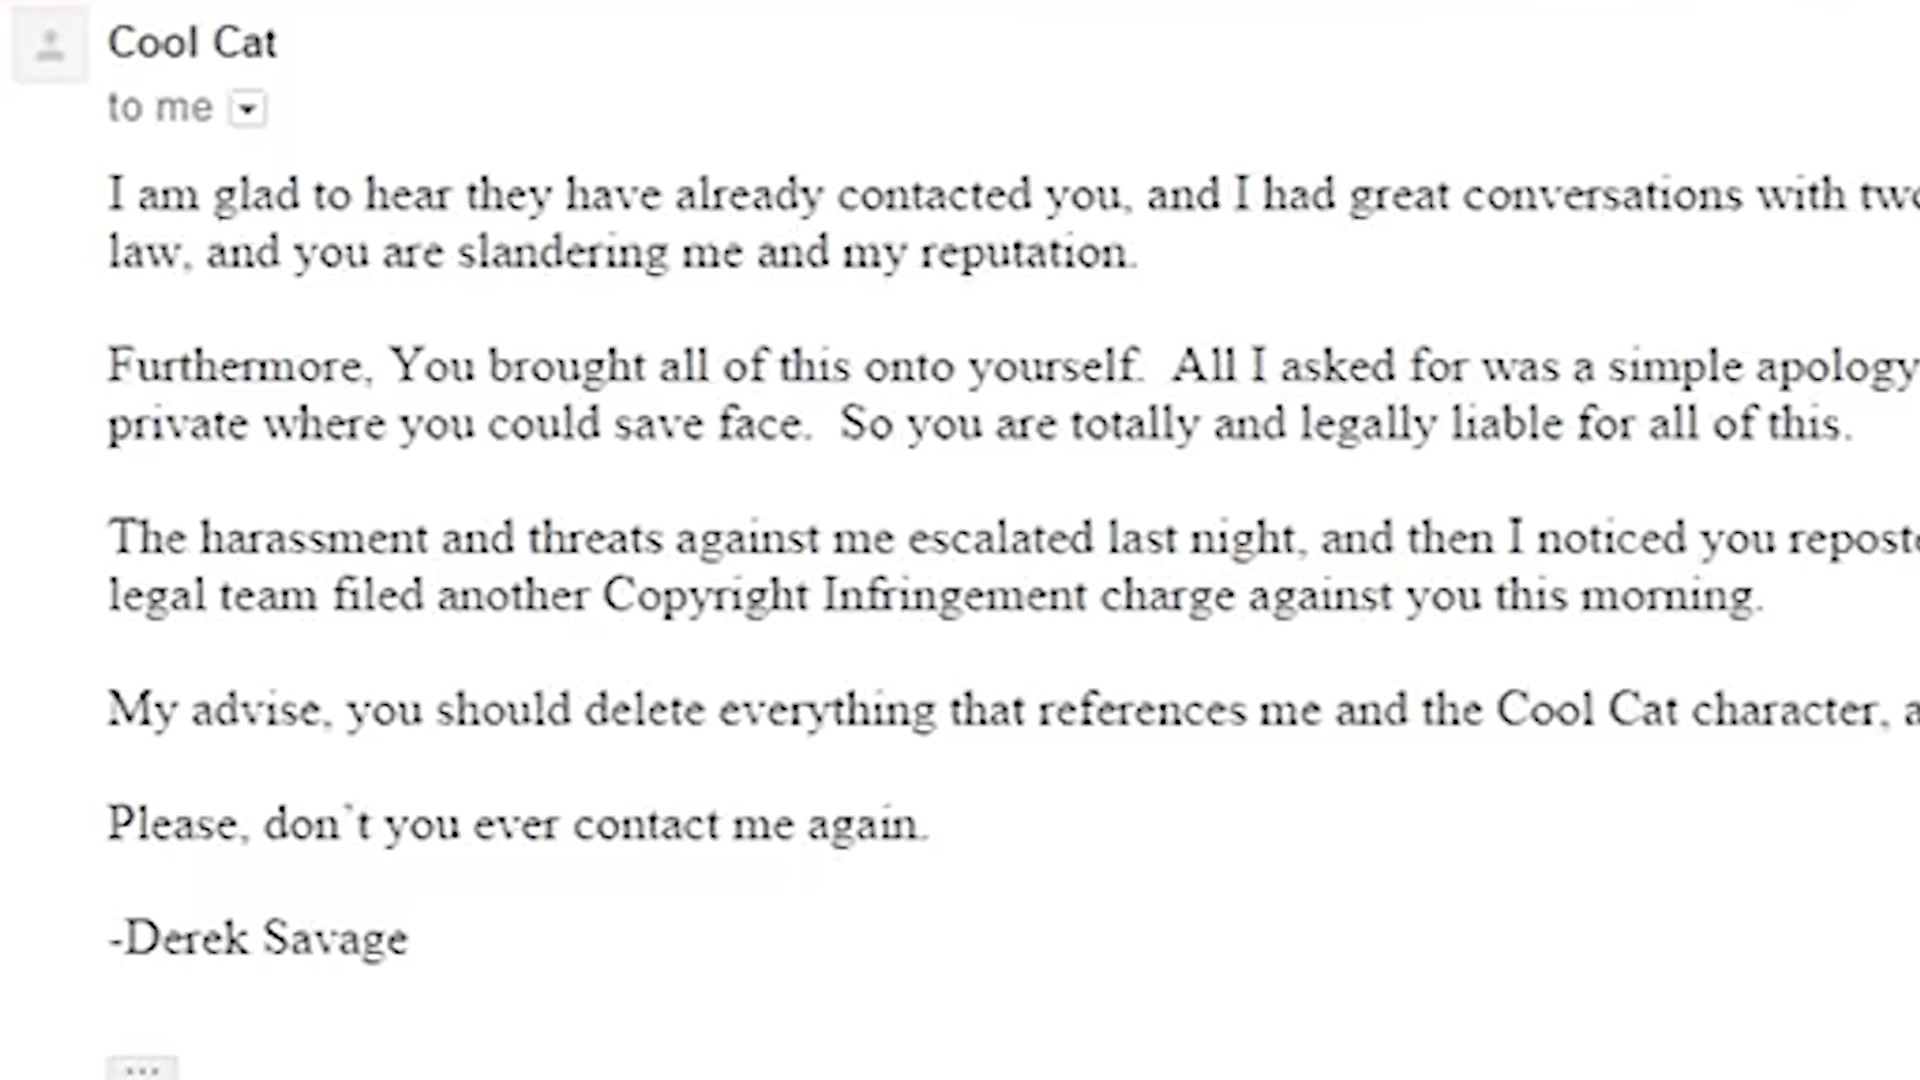 Cool Cat
to me
I am glad to hear they have already contacted you, and I had great conversations with
law, and you are slandering me and my reputation.
Furthermore, You brought all of this onto yourself.  All I asked for was a simple apology
private where you could save face.  So you are totally and legally liable for all of this.
The harassment and threats against me escalated last night, and then I noticed you
legal team filed another Copyright Infringement charge against you this morning.
My advise, you should delete everything that references me and the Cool Cat character,
Please, don`t you ever contact me again.
-Derek Savage
...